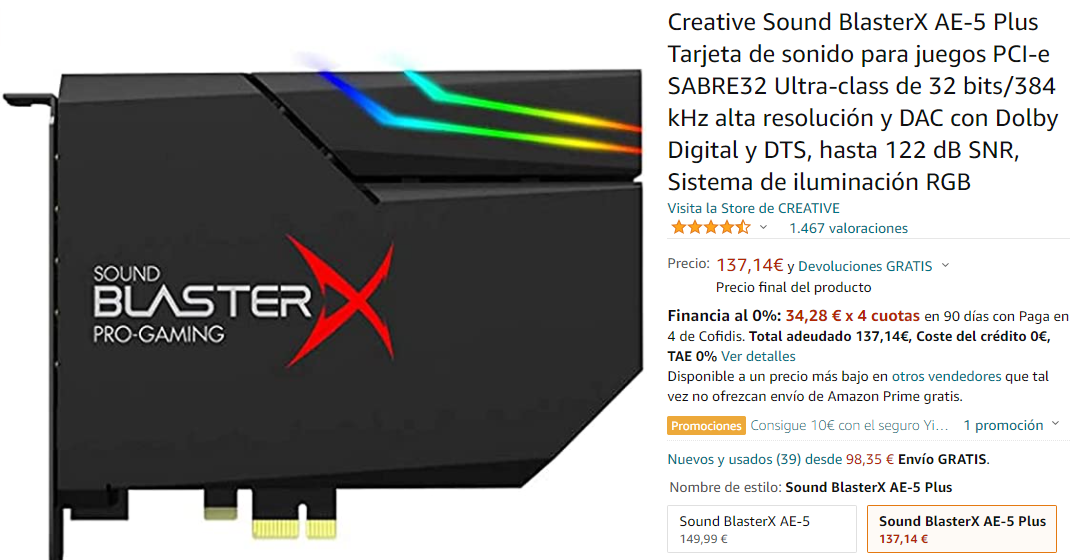 SOUND
BLASTERX
PRO-GAMING
Creative Sound BlasterX AE-5 Plus
Tarjeta de sonido para juegos PCI-e
SABRE32 Ultra-class de 32 bits/384
kHz alta resolución y DAC con Dolby
Digital y DTS, hasta 122 dB SNR,
Sistema de iluminación RGB
Visita la Store de CREATIVE
1.467 valoraciones
Precio: 137,14€ y Devoluciones GRATIS
Precio final del producto
Financia al 0%: 34,28 € x 4 cuotas en 90 días con Paga en
4 de Cofidis. Total adeudado 137,14€, Coste del crédito 0€,
TAE 0% Ver detalles
Disponible a un precio más bajo en otros vendedores que tal
vez no ofrezcan envío de Amazon Prime gratis.
Promociones Consigue 10€ con el seguro Yi... 1 promoción
Nuevos y usados (39) desde 98,35 € Envío GRATIS.
Nombre de estilo: Sound BlasterX AE-5 Plus
Sound BlasterX AE-5
149,99 €
Sound BlasterX AE-5 Plus
137,14 €